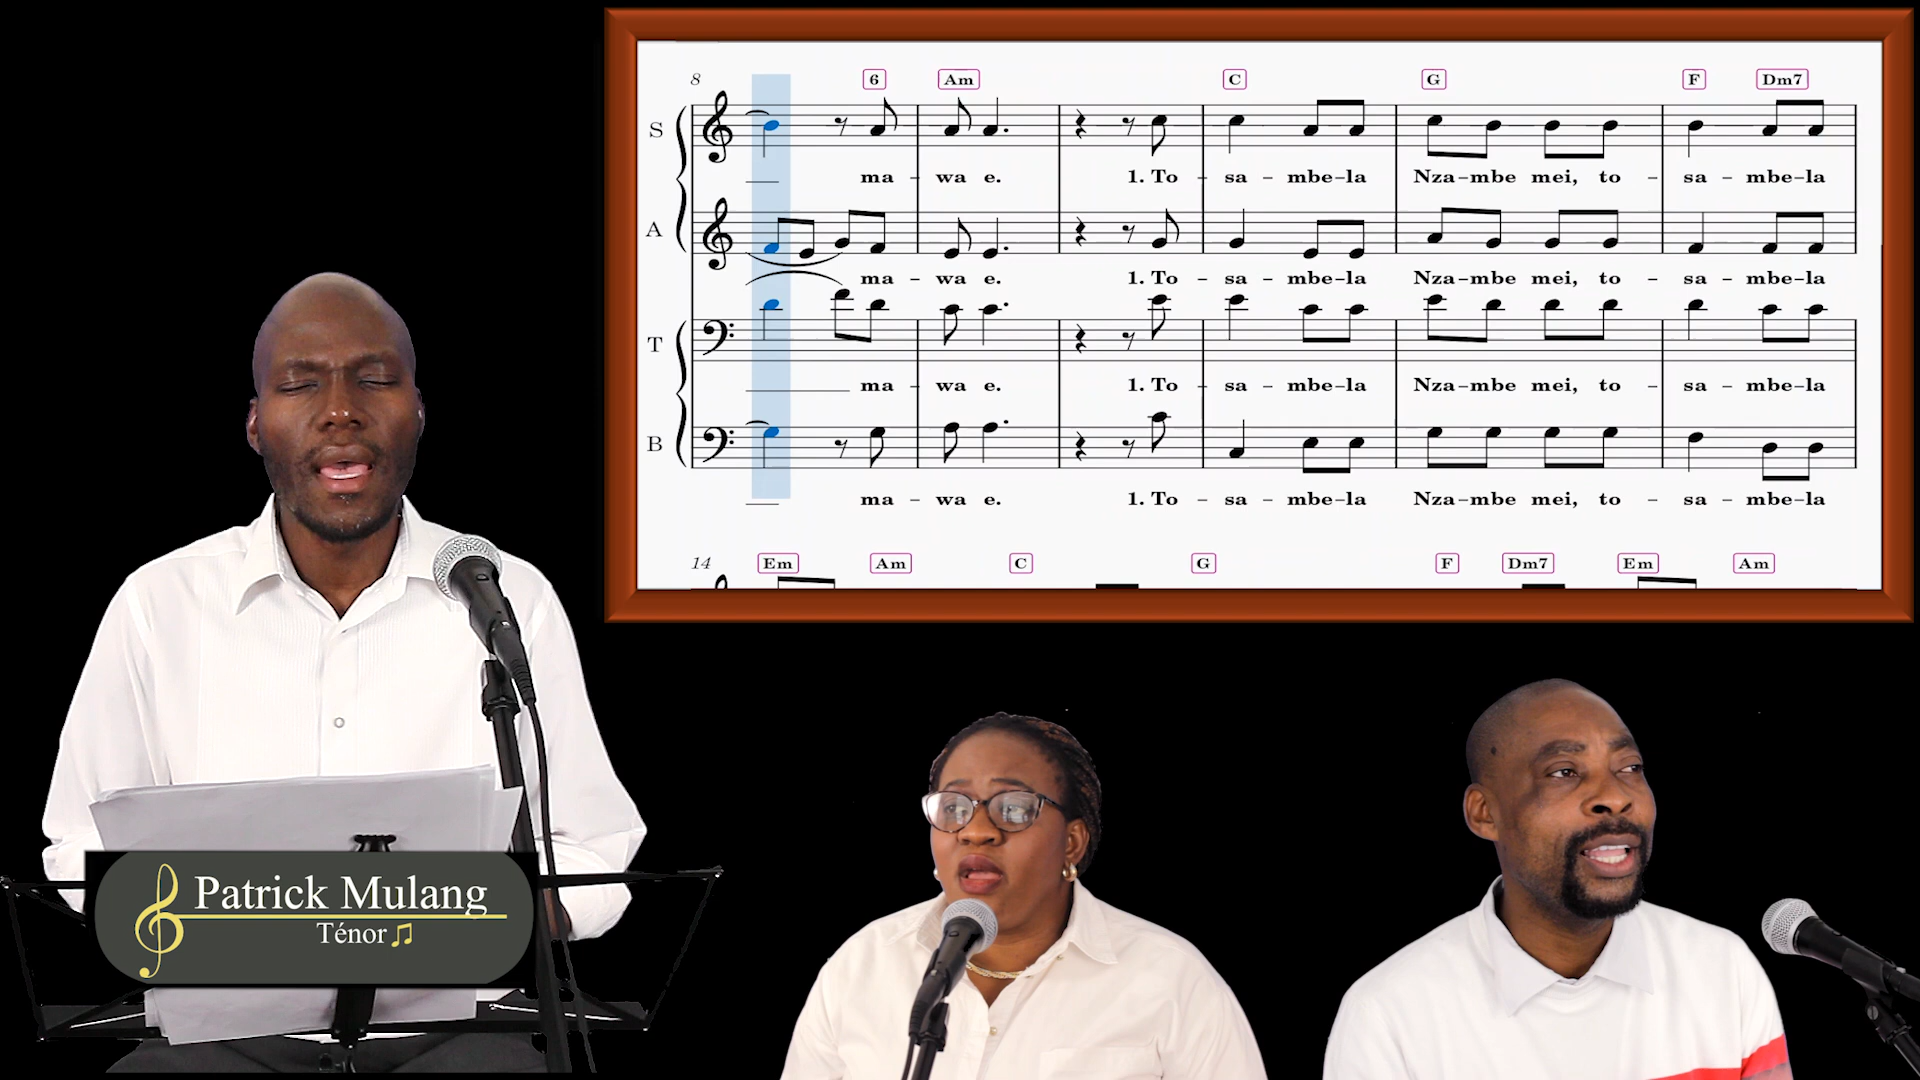 8 6 Am C G F Dm7
S
ma - wa e. 1. To - sa - mbe-la Nza-mbe mei, to - sa - mbe-la
A
ma - wa e. 1. To - sa - mbe-la Nza-mbe mei, to - sa - mbe-la
T
ma - wa e. 1. To - sa - mbe-la Nza-mbe mei, to - sa - mbe-la
B
ma - wa e. 1. To - sa - mbe-la Nza-mbe mei, to - sa - mbe-la
14 Em Am C G F Dm7 Em Am
Patrick Mulang
Ténor